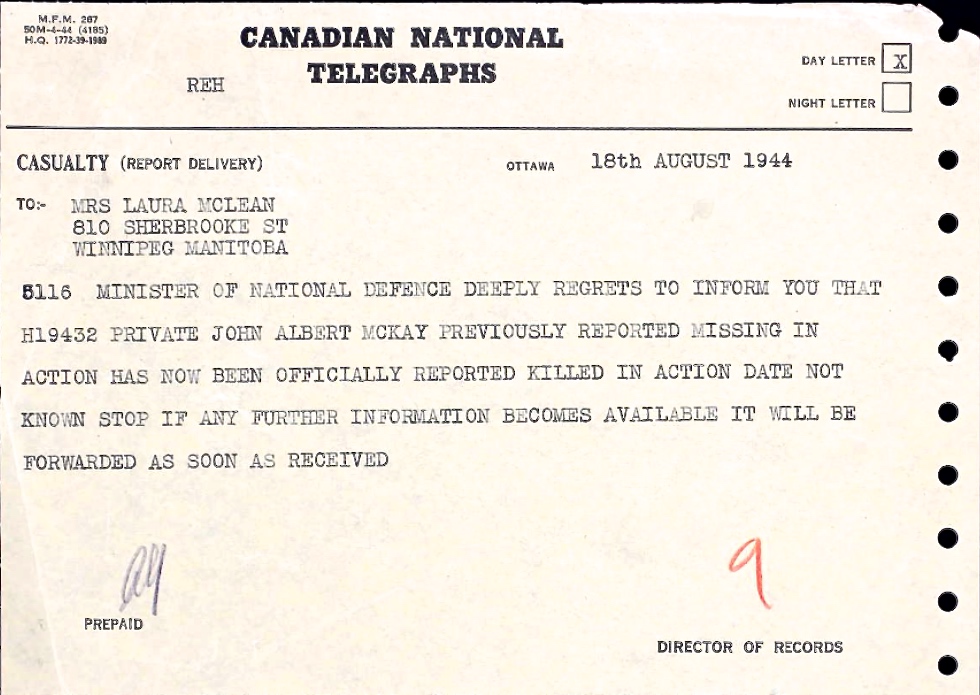 M.F.M. 267
50M-4-44 (4185)
H.Q. 1772-39-1989
CANADIAN NATIONAL
TELEGRAPHS
REH
DAY LETTER X
NIGHT LETTER
CASUALTY (REPORT DELIVERY)
OTTAWA 18th AUGUST 1944
TO:- MRS LAURA MCLEAN
810 SHERBROOKE ST
WINNIPEG MANITOBA
5116 MINISTER OF NATIONAL DEFENCE DEEPLY REGRETS TO INFORM YOU THAT
H19432 PRIVATE JOHN ALBERT MCKAY PREVIOUSLY REPORTED MISSING IN
ACTION HAS NOW BEEN OFFICIALLY REPORTED KILLED IN ACTION DATE NOT
KNOWN STOP IF ANY FURTHER INFORMATION BECOMES AVAILABLE IT WILL BE
FORWARDED AS SOON AS RECEIVED
9
PREPAID
DIRECTOR OF RECORDS